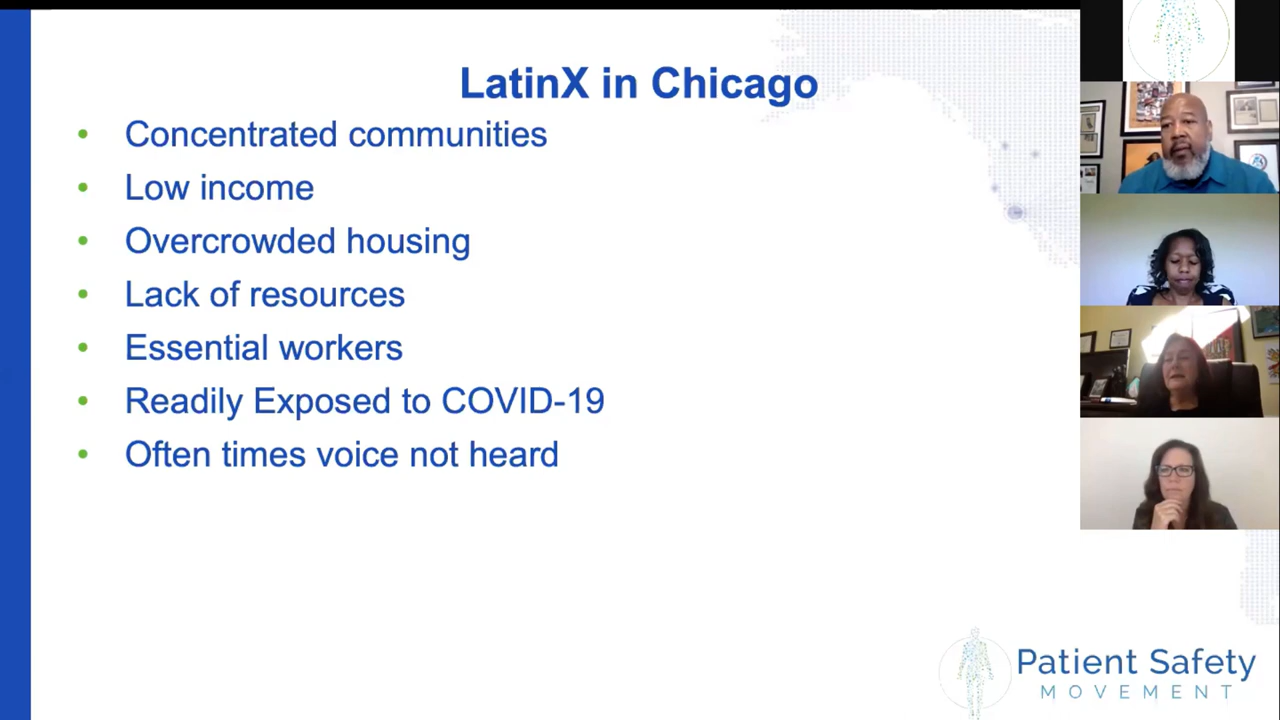 LatinX in Chicago
• Concentrated communities
• Low income
• Overcrowded housing
• Lack of resources
• Essential workers
• Readily Exposed to COVID-19
• Often times voice not heard
Patient Safety
MOVEMENT